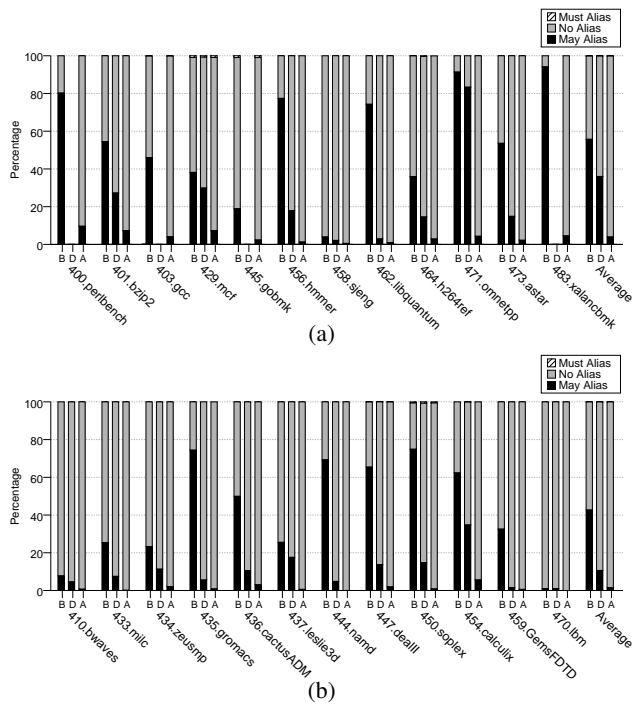 Must Alias
No Alias
May Alias
100
80
60
40
20
0
Percentage
B D A B D A B D A B D A B D A B D A B D A B D A B D A B D A B D A B D A B D A
400.perlbench
401.bzip2
403.gcc
429.mcf
445.gobmk
456.hmmer
458.sjeng
462.libquantum
464.h264ref
471.omnetpp
473.astar
483.xalancbmk
Average
(a)
Must Alias
No Alias
May Alias
100
80
60
40
20
0
Percentage
B D A B D A B D A B D A B D A B D A B D A B D A B D A B D A B D A B D A B D A
410.bwaves
433.milc
434.zeusmp
435.gromacs
436.cactusADM
437.leslie3d
444.namd
447.dealII
450.soplex
454.calculix
459.GemsFDTD
470.lbm
Average
(b)